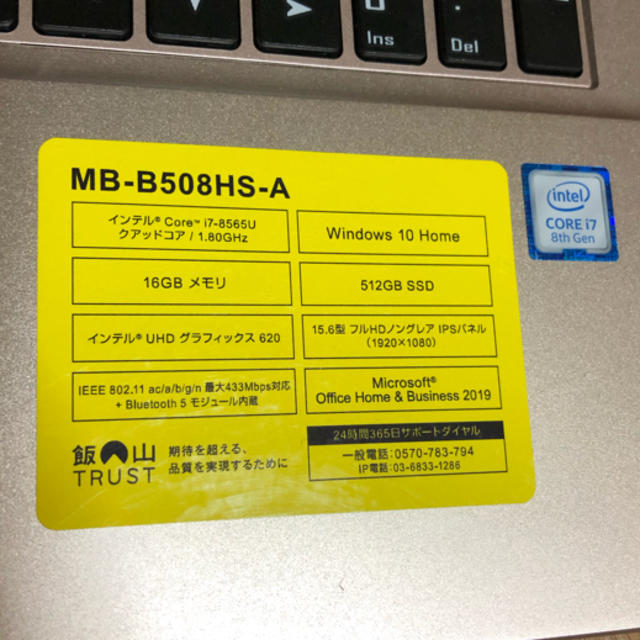 Ins
Del
MB-B508HS-A
インテル® Core™ i7-8565U
クアッドコア / 1.80GHz
Windows 10 Home
16GB メモリ
512GB SSD
インテル® UHD グラフィックス 620
15.6型 フルHDノングレア IPSパネル
(1920×1080)
IEEE 802.11 ac/a/b/g/n 最大433Mbps対応
+ Bluetooth 5 モジュール内蔵
Microsoft®
Office Home & Business 2019
飯山
TRUST
期待を超える、
品質を実現するために
24時間365日サポートダイヤル
一般電話:0570-783-794
IP電話:03-6833-1286
intel
CORE i7
8th Gen